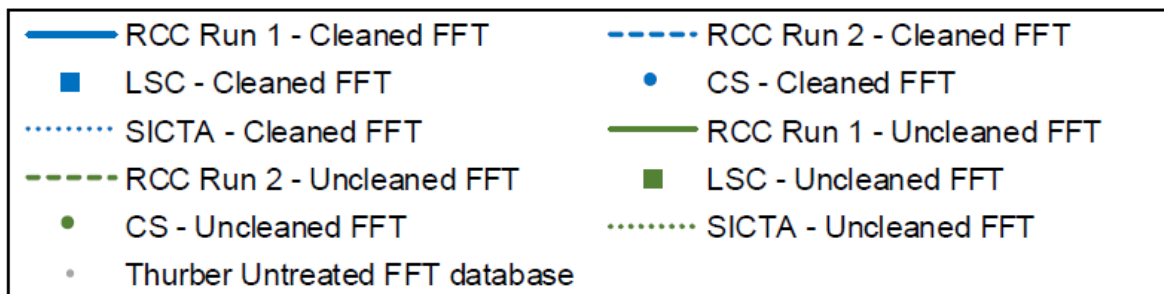 RCC Run 1 - Cleaned FFT
RCC Run 2 - Cleaned FFT
LSC - Cleaned FFT
CS - Cleaned FFT
SICTA - Cleaned FFT
RCC Run 1 - Uncleaned FFT
RCC Run 2 - Uncleaned FFT
LSC - Uncleaned FFT
CS - Uncleaned FFT
SICTA - Uncleaned FFT
Thurber Untreated FFT database